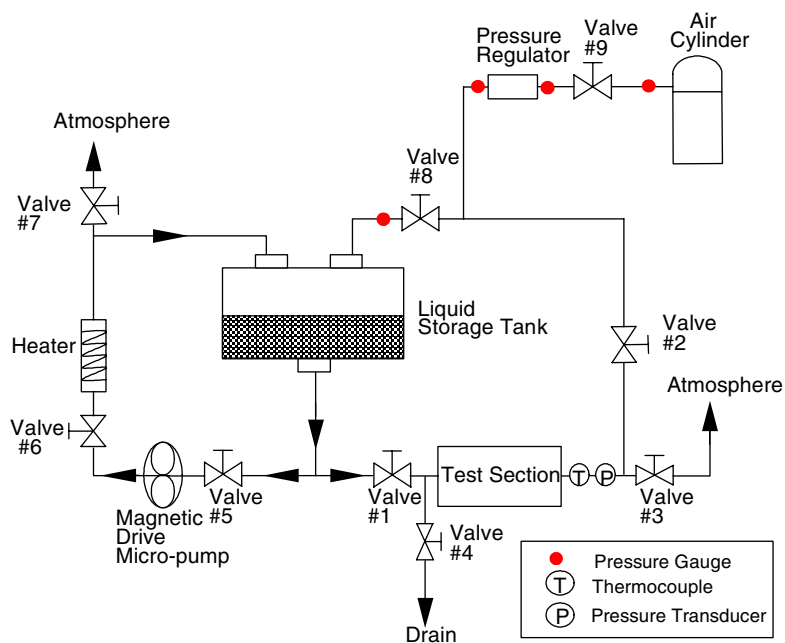 Pressure
Regulator
Valve
#9
Air
Cylinder
Atmosphere
Valve
#8
Valve
#7
Liquid
Storage Tank
Heater
Valve
#2
Atmosphere
Valve
#6
Test Section
T
P
Valve
#5
Valve
#1
Valve
#3
Magnetic
Drive
Micro-pump
Valve
#4
Drain
Pressure Gauge
T
Thermocouple
P
Pressure Transducer